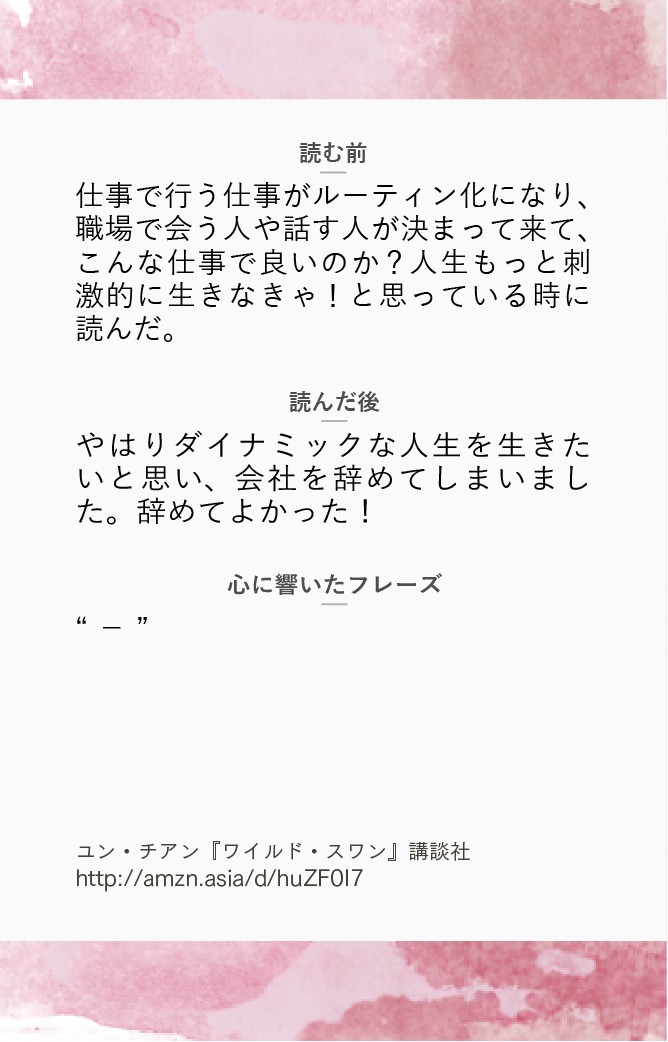 読む前
仕事で行う仕事がルーティン化になり、
職場で会う人や話す人が決まって来て、
こんな仕事で良いのか？人生もっと刺
激的に生きなきゃ！と思っている時に
読んだ。
読んだ後
やはりダイナミックな人生を生きた
いと思い、会社を辞めてしまいまし
た。辞めてよかった！
心に響いたフレーズ
“ ― ”
ユン・チアン『ワイルド・スワン』講談社
http://amzn.asia/d/huZF0I7